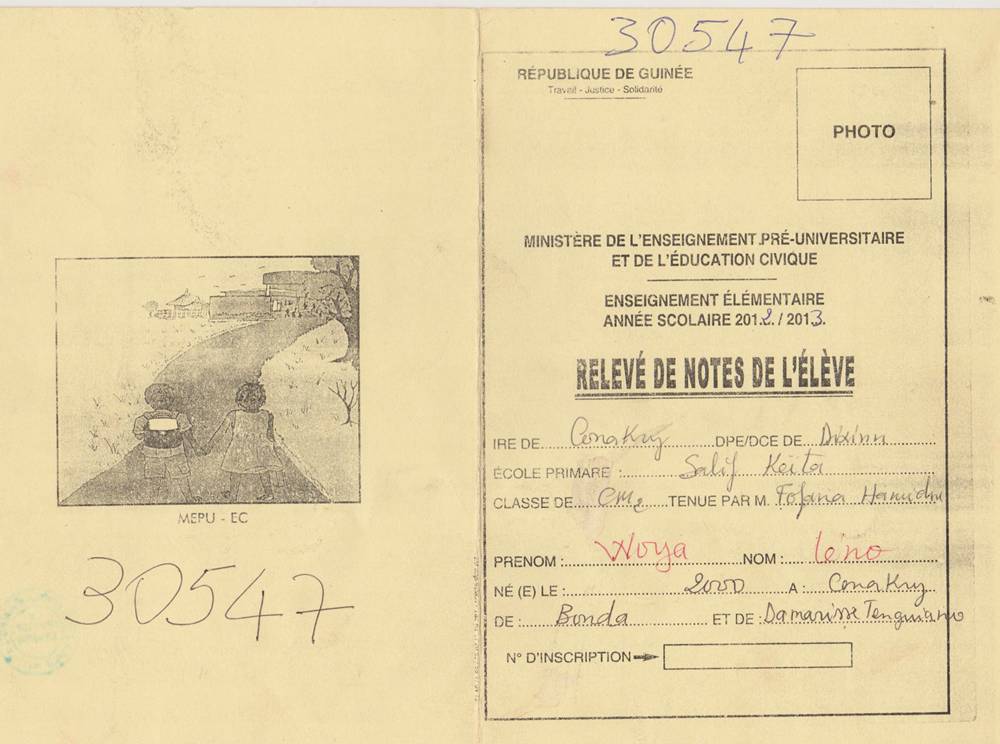 MEPU - EC
30547
30547
RÉPUBLIQUE DE GUINÉE
Travail - Justice - Solidarité
PHOTO
MINISTÈRE DE L'ENSEIGNEMENT PRÉ-UNIVERSITAIRE
ET DE L'ÉDUCATION CIVIQUE
ENSEIGNEMENT ÉLÉMENTAIRE
ANNÉE SCOLAIRE 2012 / 2013.
RELEVÉ DE NOTES DE L'ÉLÈVE
IRE DE Conakry DPE/DCE DE Dixinn
ÉCOLE PRIMAIRE : Salif Keita
CLASSE DE CM2 TENUE PAR M. Fofana
PRENOM : Woya NOM : Leno
NÉ (E) LE : 2000 A : Conakry
DE : Bonda ET DE : Damarisse Tenguiano
N° D'INSCRIPTION